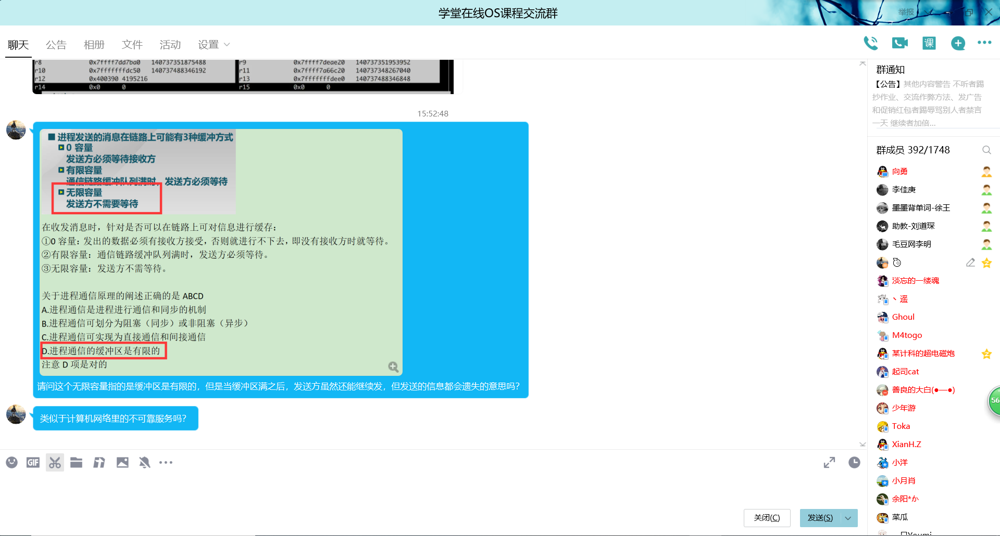 学堂在线OS课程交流群
举报
聊天 公告 相册 文件 活动 设置
课
r8 0x7ffff7dd7ba0 140737351875488 r9 0x7ffff7deae20 140737351953952
r10 0x7fffffffdc50 140737488346192 r11 0x7ffff7a66c20 140737348267040
r12 0x400390 4195216 r13 0x7fffffffdee0 140737488346848
r14 0x0 0 r15 0x0 0
15:52:48
进程发送的消息在链路上可能有3种缓冲方式
0 容量
发送方必须等待接收方
有限容量
通信链路缓冲队列满时，发送方必须等待
无限容量
发送方不需要等待
在收发消息时，针对是否可以在链路上可对信息进行缓存：
①0 容量：发出的数据必须有接收方接受，否则就进行不下去，即没有接收方时就等待。
②有限容量：通信链路缓冲队列满时，发送方必须等待。
③无限容量：发送方不需等待。
关于进程通信原理的阐述正确的是 ABCD
A.进程通信是进程进行通信和同步的机制
B.进程通信可划分为阻塞（同步）或非阻塞（异步）
C.进程通信可实现为直接通信和间接通信
D.进程通信的缓冲区是有限的
注意 D 项是对的
请问这个无限容量指的是缓冲区是有限的，但是当缓冲区满之后，发送方虽然还能继续发，但发送的信息都会遗失的意思吗？
类似于计算机网络里的不可靠服务吗？
GIF
关闭(C) 发送(S)
群通知
【公告】其他内容警告 不听者踢
抄作业、交流作弊方法、发广告
和促销红包者踢辱骂别人者禁言
一天 继续者加倍...
群成员 392/1748
向勇
李佳庚
墨墨背单词-徐王
助教-刘道琛
毛豆网李明
淡忘的一缕魂
丶遥
Ghoul
M4togo
某计科的超电磁炮
起司cat
善良的大白(●—●)
少年游
Toka
XianH.Z
小洋
小月肖
余阳*か
菜瓜
56